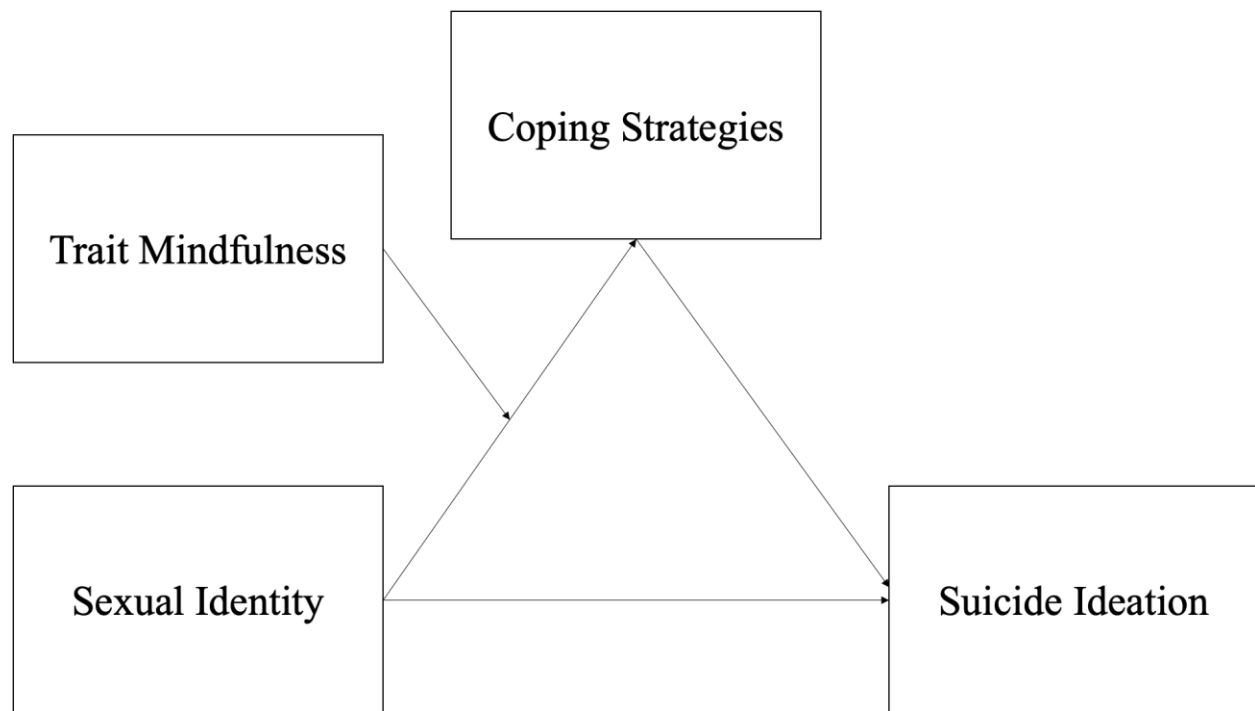 Coping Strategies
Trait Mindfulness
Sexual Identity
Suicide Ideation